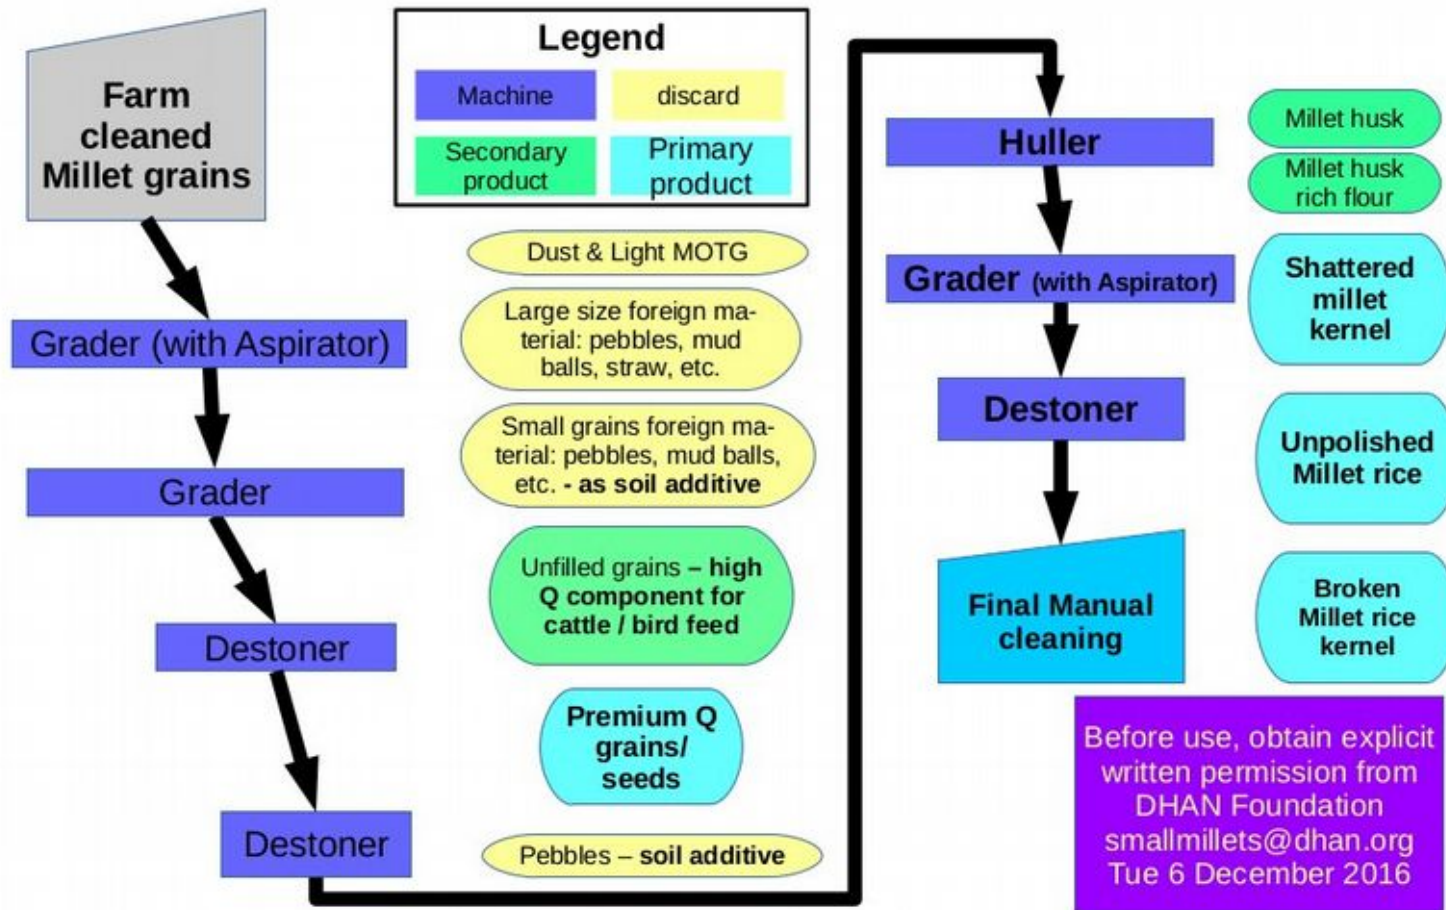 Farm
cleaned
Millet grains
Grader (with Aspirator)
Grader
Destoner
Destoner
Legend
Machine
discard
Secondary
product
Primary
product
Dust & Light MOTG
Large size foreign ma-
terial: pebbles, mud
balls, straw, etc.
Small grains foreign ma-
terial: pebbles, mud balls,
etc. - as soil additive
Unfilled grains – high
Q component for
cattle / bird feed
Premium Q
grains/
seeds
Pebbles – soil additive
Huller
Grader (with Aspirator)
Destoner
Final Manual
cleaning
Millet husk
Millet husk
rich flour
Shattered
millet
kernel
Unpolished
Millet rice
Broken
Millet rice
kernel
Before use, obtain explicit
written permission from
DHAN Foundation
smallmillets@dhan.org
Tue 6 December 2016